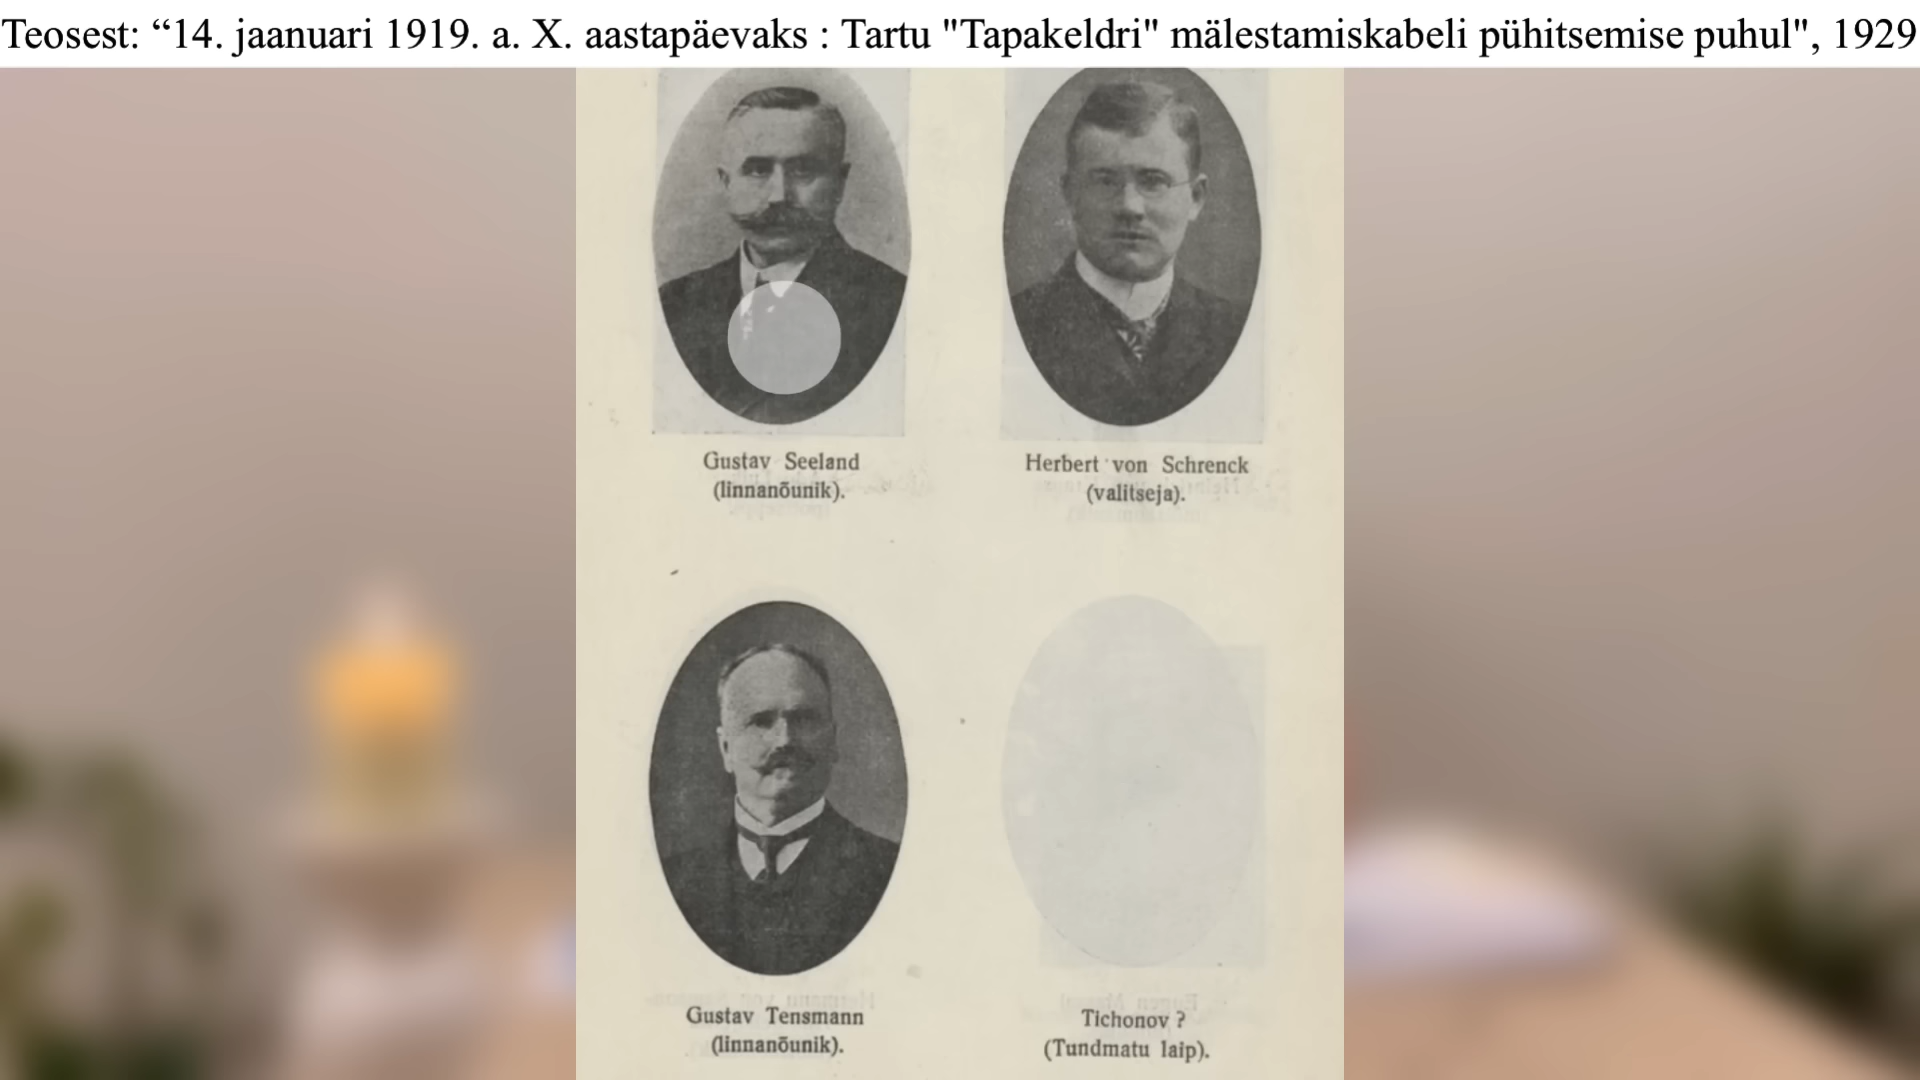 Teosest: “14. jaanuari 1919. a. X. aastapäevaks : Tartu "Tapakeldri" mälestamiskabeli pühitsemise puhul", 1929
Gustav Seeland
(linnanõunik).
Herbert von Schrenck
(valitseja).
Gustav Tensmann
(linnanõunik).
Tichonov ?
(Tundmatu laip).